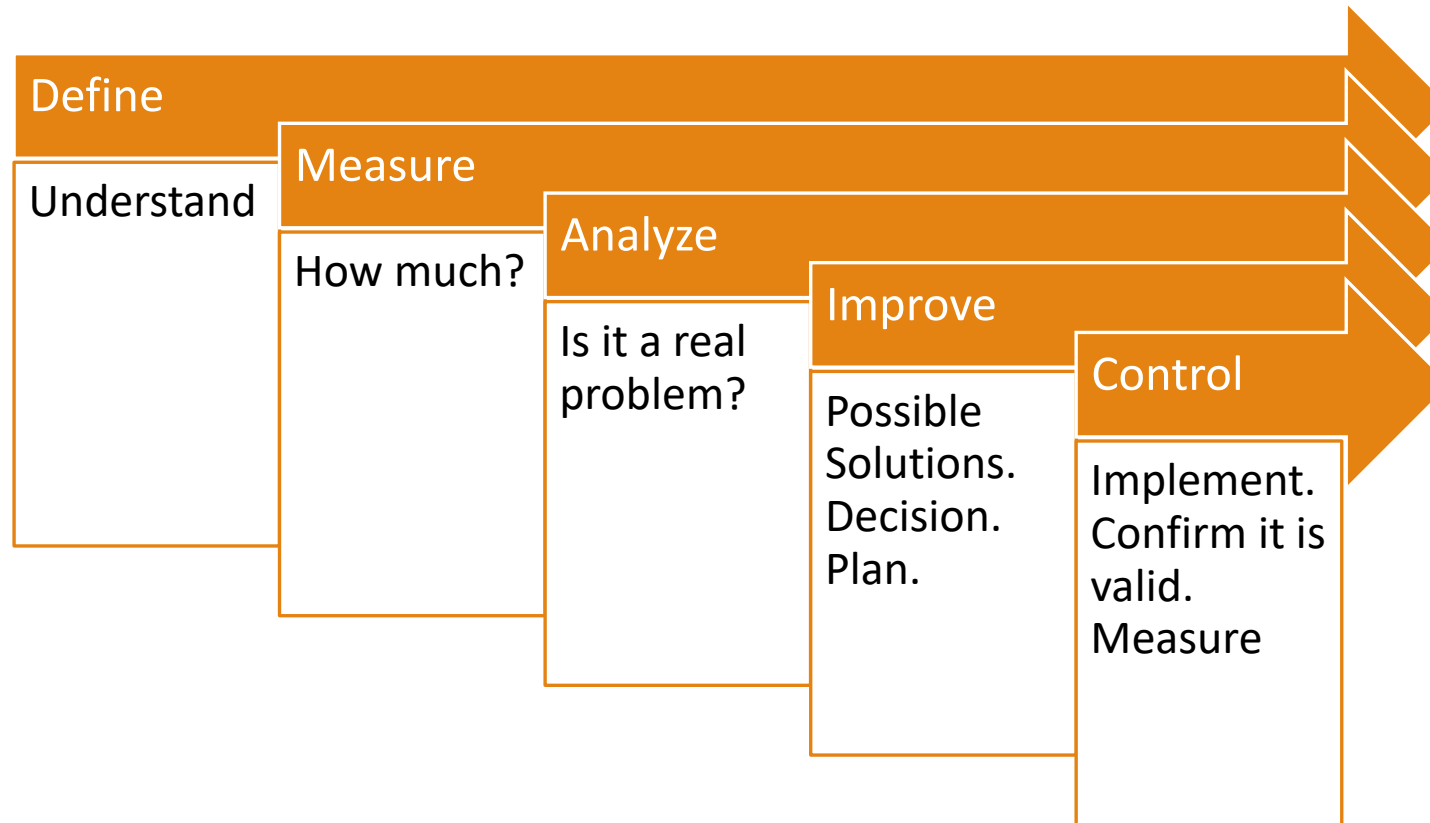 Define
Understand
Measure
How much?
Analyze
Is it a real
problem?
Improve
Possible
Solutions.
Decision.
Plan.
Control
Implement.
Confirm it is
valid.
Measure